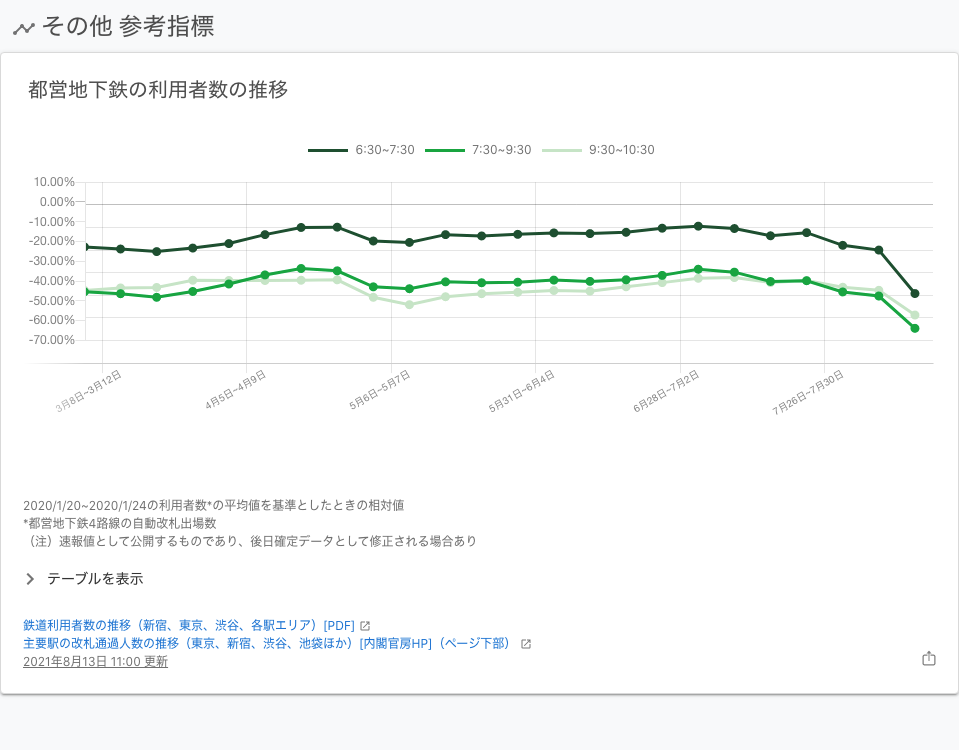 その他 参考指標
都営地下鉄の利用者数の推移
6:30~7:30 7:30~9:30 9:30~10:30
10.00%
0.00%
-10.00%
-20.00%
-30.00%
-40.00%
-50.00%
-60.00%
-70.00%
3月8日~3月12日 4月5日~4月9日 5月6日~5月7日 5月31日~6月4日 6月28日~7月2日 7月26日~7月30日
2020/1/20~2020/1/24の利用者数*の平均値を基準としたときの相対値
*都営地下鉄4路線の自動改札出場数
（注）速報値として公開するものであり、後日確定データとして修正される場合あり
テーブルを表示
鉄道利用者数の推移（新宿、東京、渋谷、各駅エリア）[PDF]
主要駅の改札通過人数の推移（東京、新宿、渋谷、池袋ほか）[内閣官房HP]（ページ下部）
2021年8月13日 11:00 更新